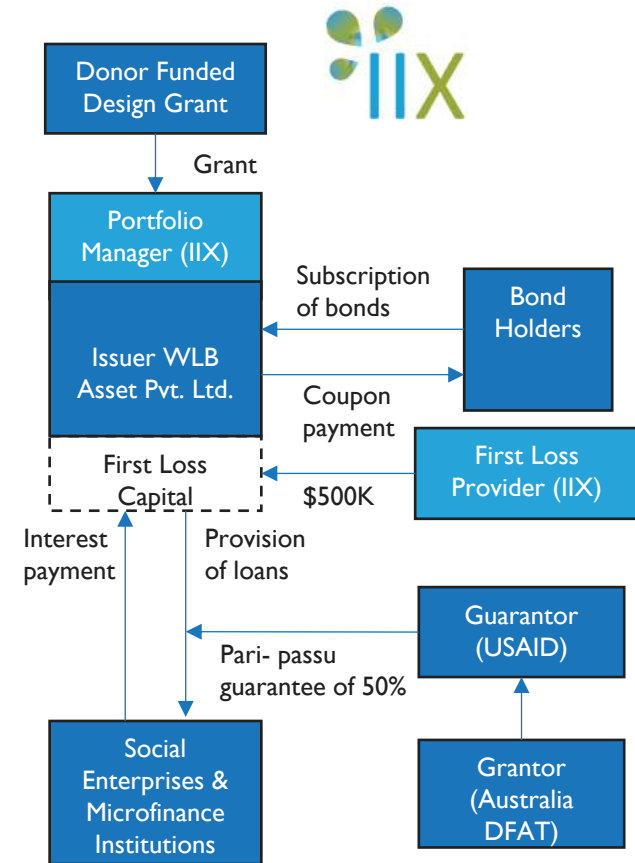 IIX
Donor Funded
Design Grant
Grant
Portfolio
Manager (IIX)
Subscription
of bonds
Bond
Holders
Issuer WLB
Asset Pvt. Ltd.
Coupon
payment
First Loss
Capital
$500K
First Loss
Provider (IIX)
Interest
payment
Provision
of loans
Guarantor
(USAID)
Pari- passu
guarantee of 50%
Social
Enterprises &
Microfinance
Institutions
Grantor
(Australia
DFAT)